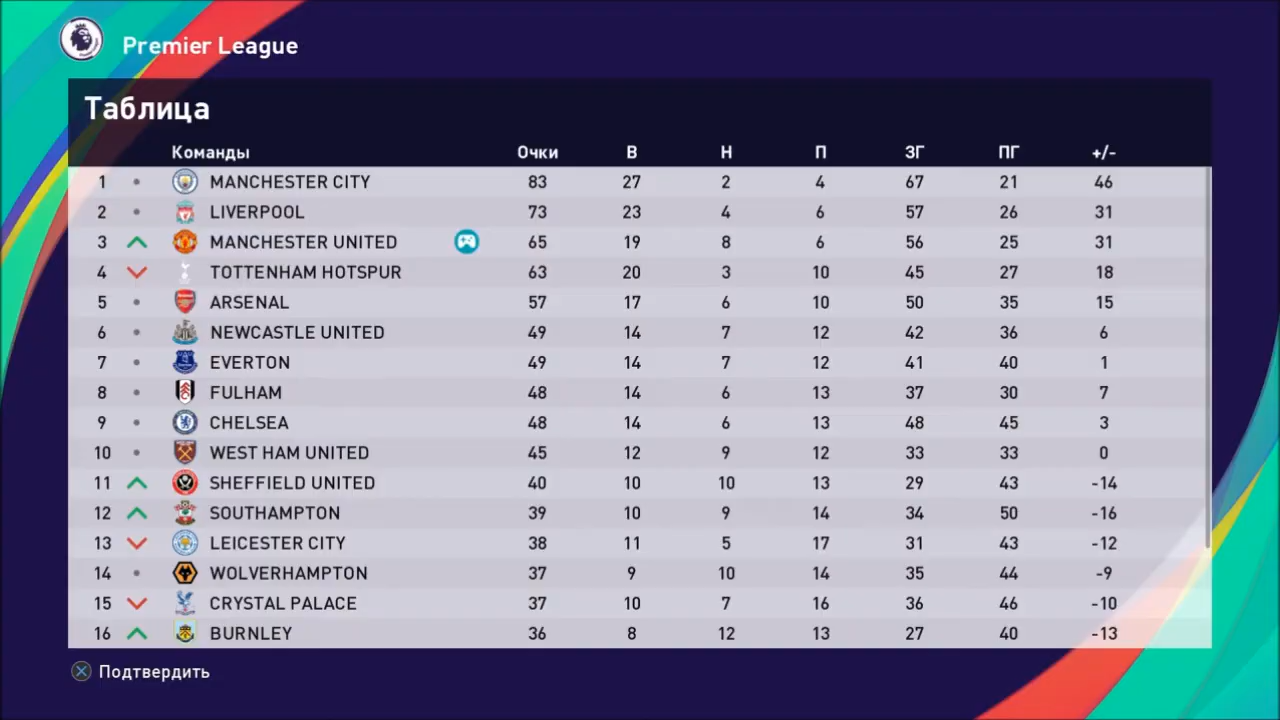 Premier League
Таблица
Команды Очки В Н П ЗГ ПГ +/-
1 MANCHESTER CITY 83 27 2 4 67 21 46
2 LIVERPOOL 73 23 4 6 57 26 31
3 MANCHESTER UNITED 65 19 8 6 56 25 31
4 TOTTENHAM HOTSPUR 63 20 3 10 45 27 18
5 ARSENAL 57 17 6 10 50 35 15
6 NEWCASTLE UNITED 49 14 7 12 42 36 6
7 EVERTON 49 14 7 12 41 40 1
8 FULHAM 48 14 6 13 37 30 7
9 CHELSEA 48 14 6 13 48 45 3
10 WEST HAM UNITED 45 12 9 12 33 33 0
11 SHEFFIELD UNITED 40 10 10 13 29 43 -14
12 SOUTHAMPTON 39 10 9 14 34 50 -16
13 LEICESTER CITY 38 11 5 17 31 43 -12
14 WOLVERHAMPTON 37 9 10 14 35 44 -9
15 CRYSTAL PALACE 37 10 7 16 36 46 -10
16 BURNLEY 36 8 12 13 27 40 -13
Подтвердить